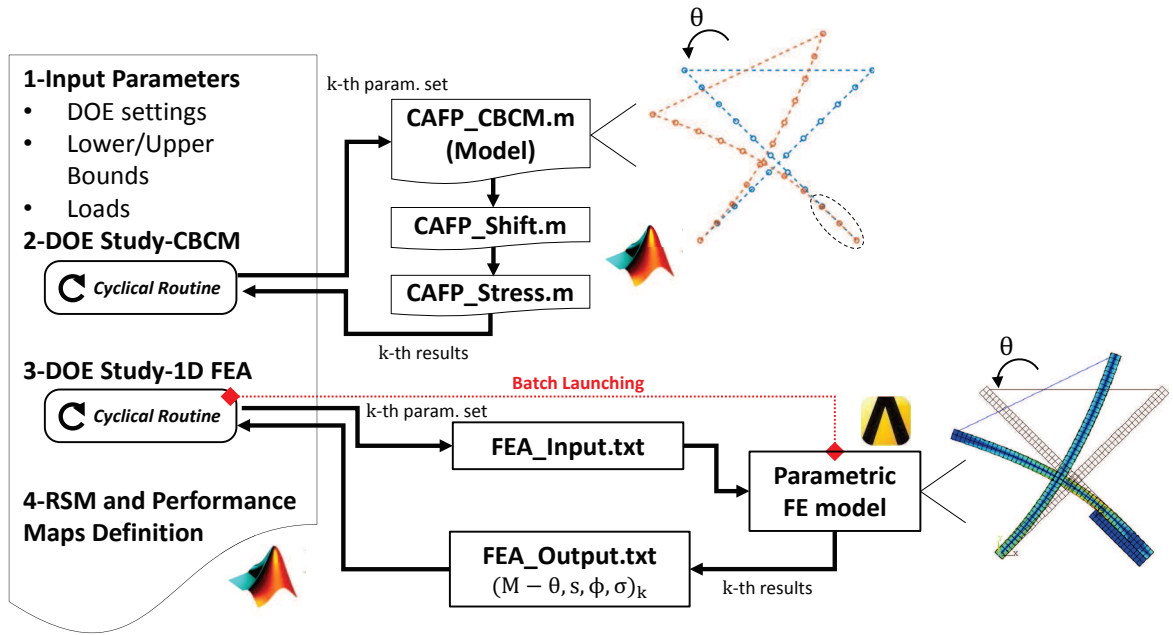 1-Input Parameters
• DOE settings
• Lower/Upper
Bounds
• Loads
2-DOE Study-CBCM
Cyclical Routine
3-DOE Study-1D FEA
Cyclical Routine
4-RSM and Performance
Maps Definition
k-th param. set
CAFP_CBCM.m
(Model)
CAFP_Shift.m
CAFP_Stress.m
k-th results
θ
Batch Launching
k-th param. set
FEA_Input.txt
Parametric
FE model
FEA_Output.txt
(M − θ, s, ϕ, σ)k
k-th results
θ
x